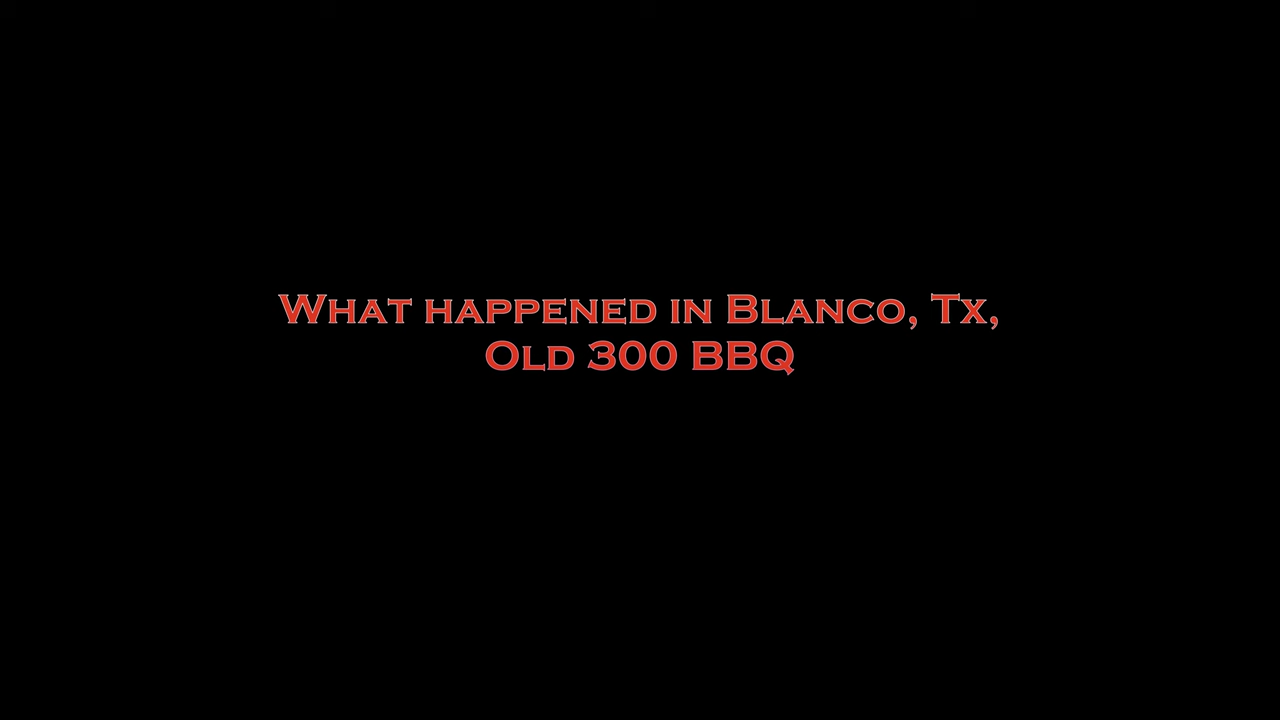 What happened in Blanco, Tx,
Old 300 BBQ